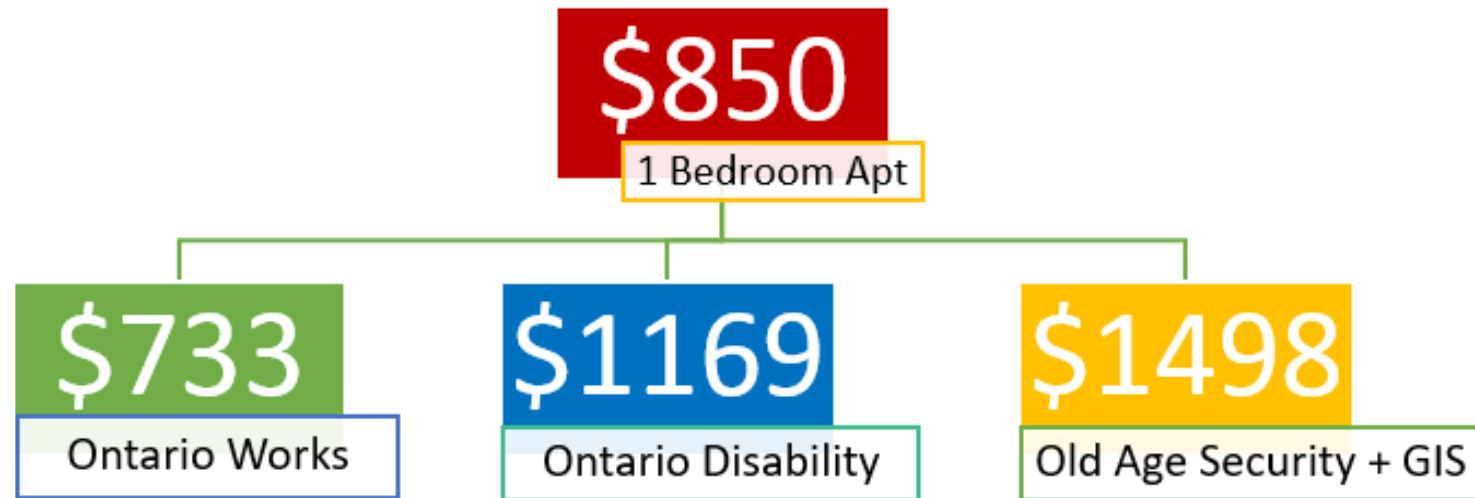 $850
1 Bedroom Apt
$733
Ontario Works
$1169
Ontario Disability
$1498
Old Age Security + GIS